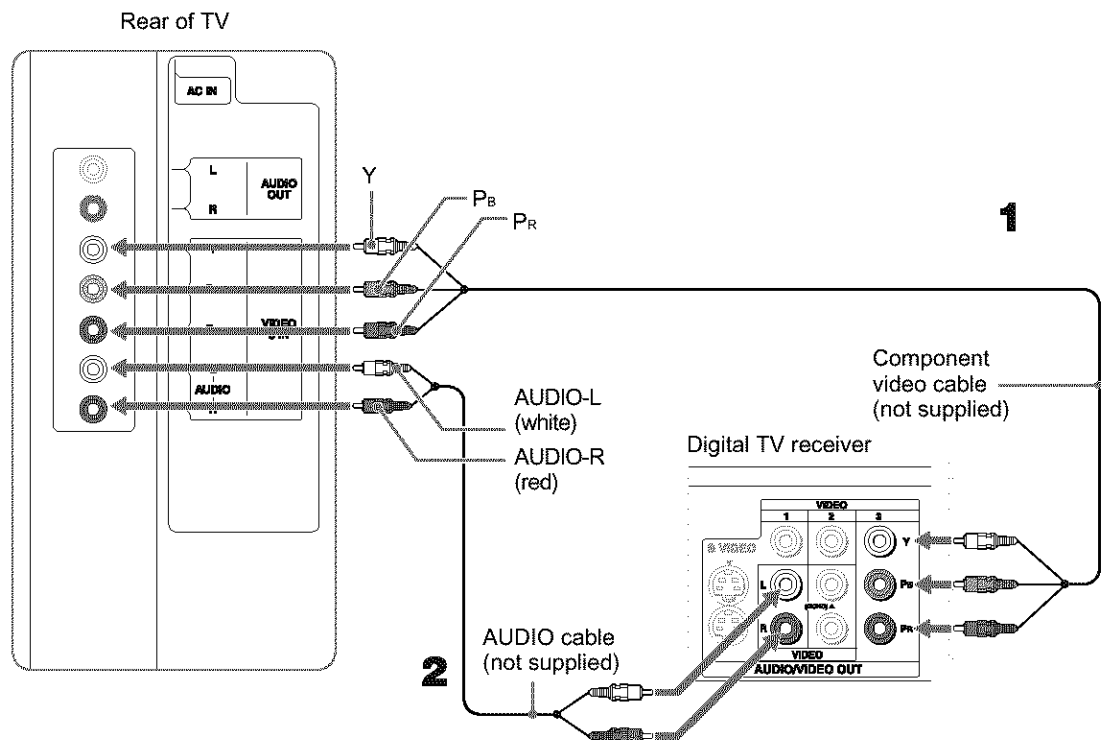 Rear of TV
AC IN
L
AUDIO
OUT
R
Y
PB
PR
1
VIDEO
IN
AUDIO
AUDIO-L
(white)
AUDIO-R
(red)
Component
video cable
(not supplied)
Digital TV receiver
VIDEO
1 2 3
S VIDEO
Y
L
PB
(MONO)
R
PR
VIDEO
AUDIO/VIDEO OUT
AUDIO cable
(not supplied)
2